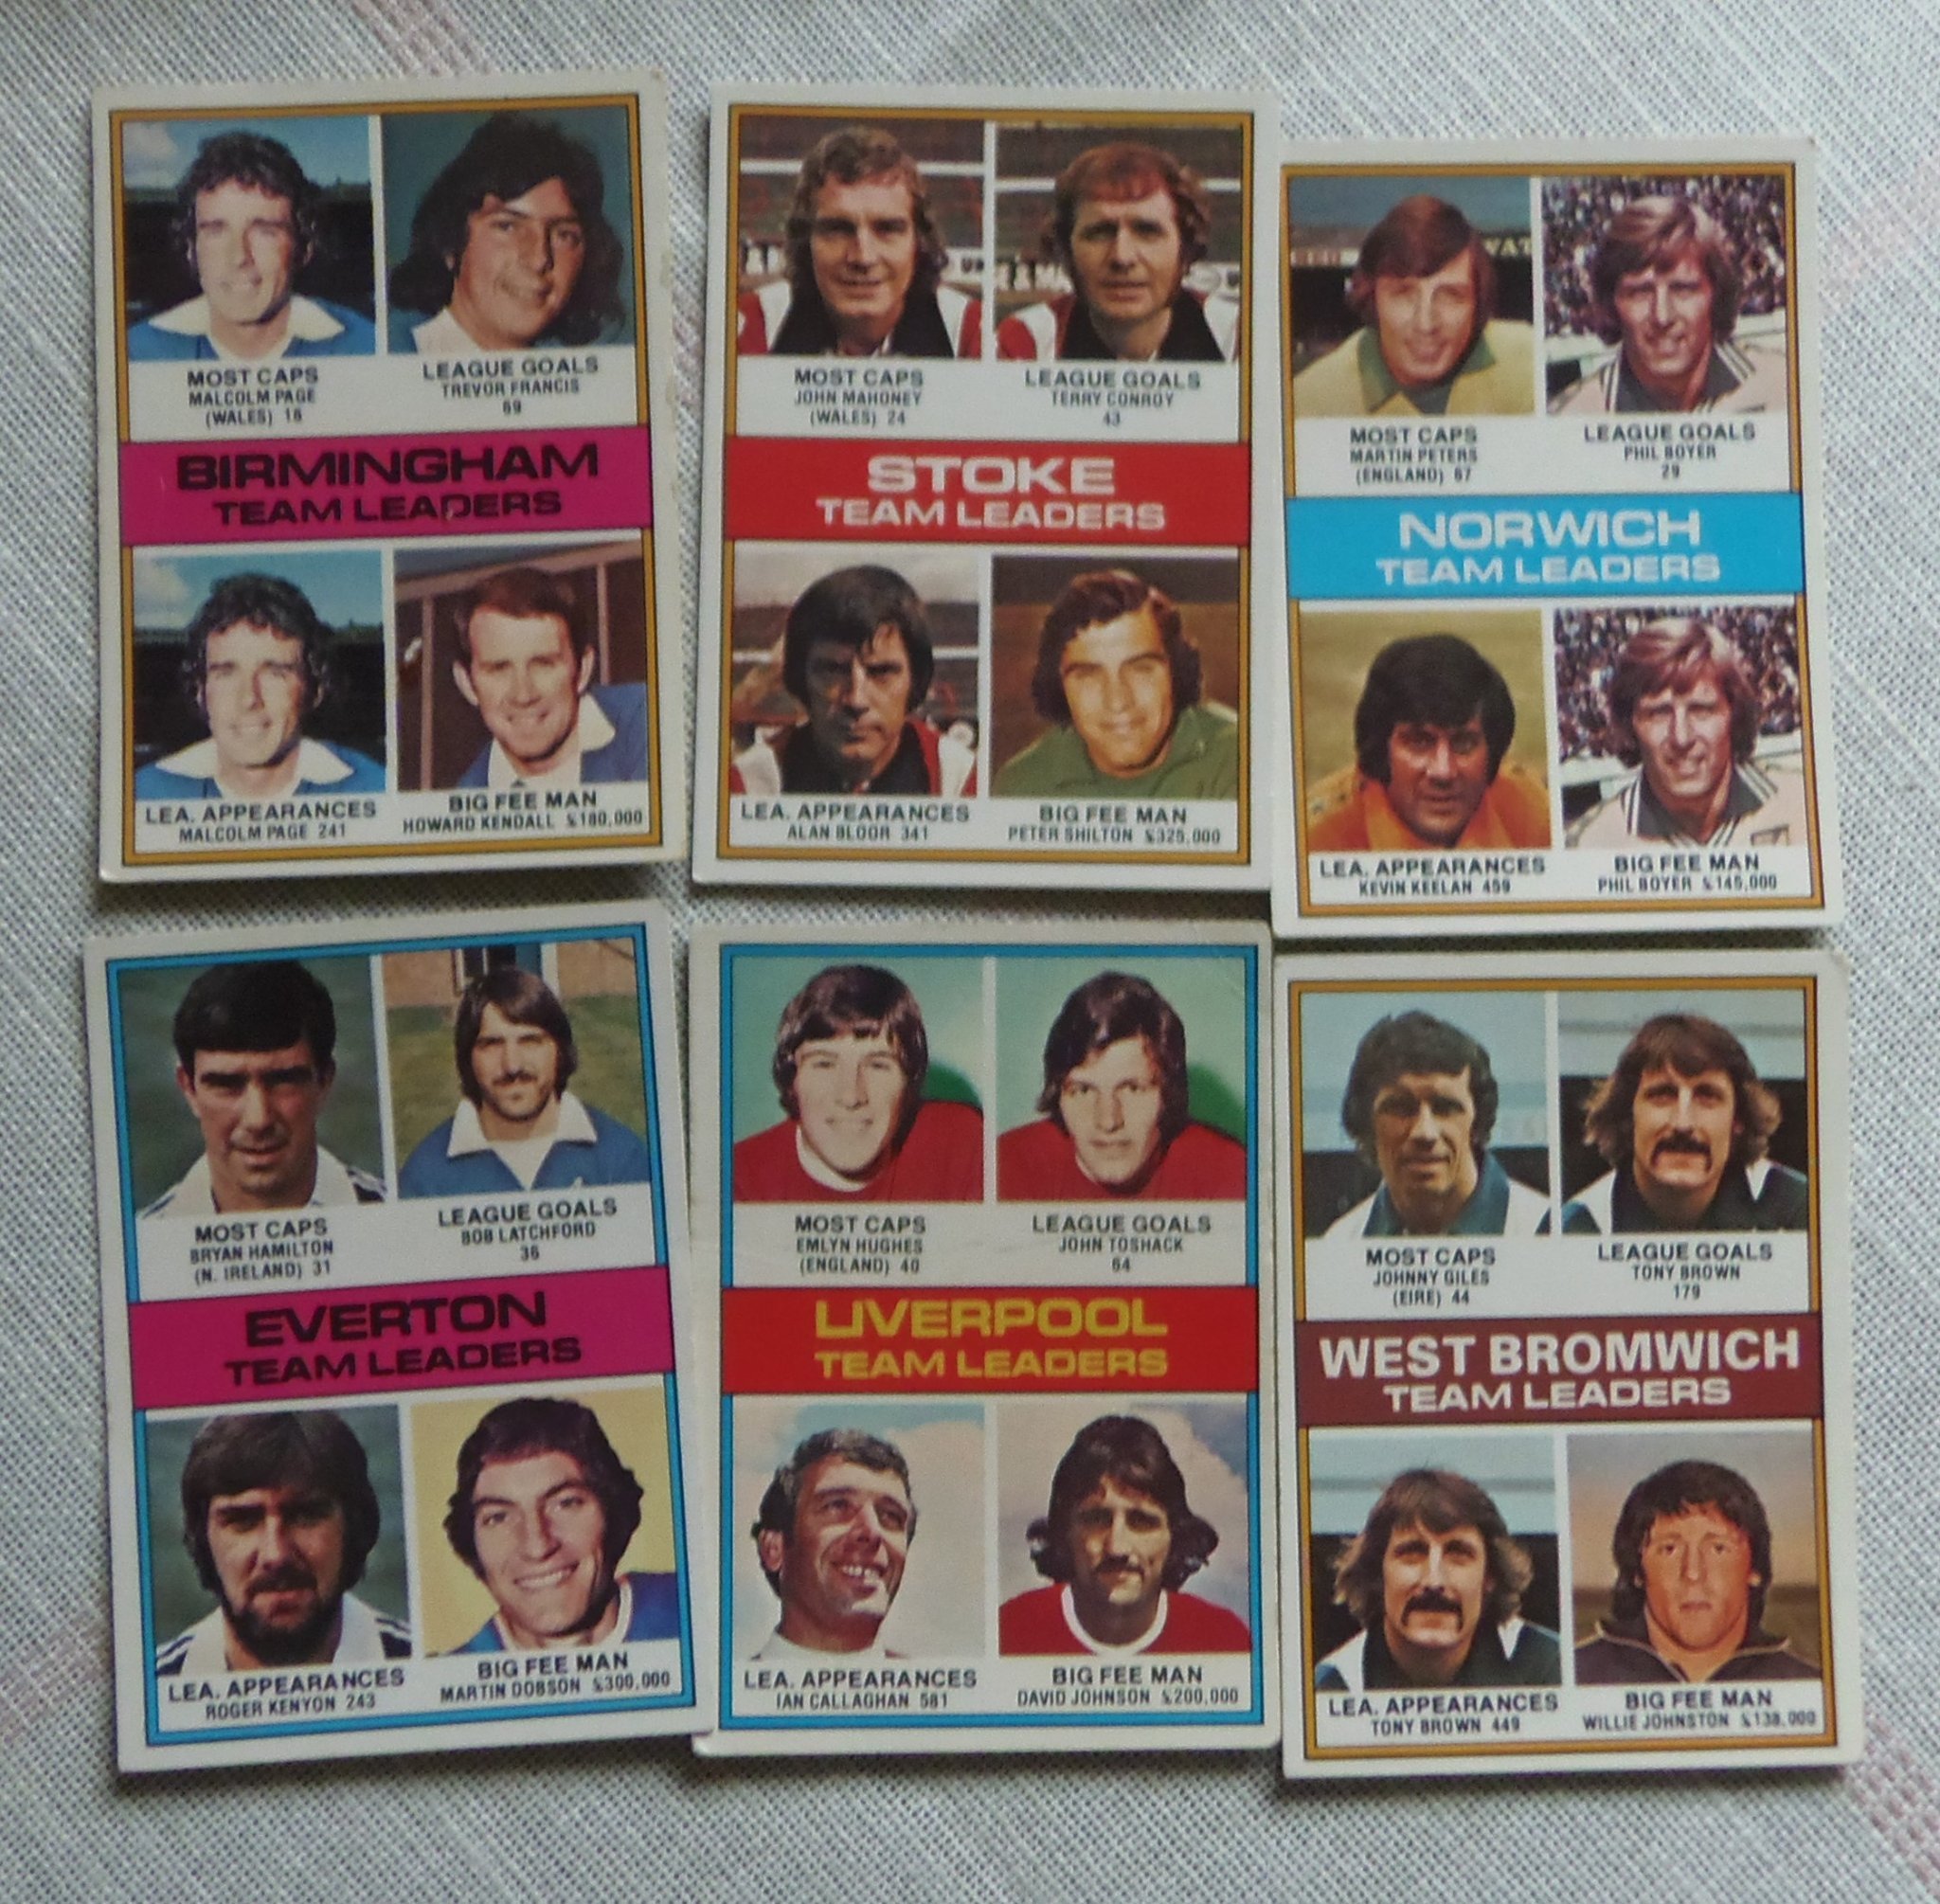 MOST CAPS
MALCOLM PAGE
(WALES) 18
LEAGUE GOALS
TREVOR FRANCIS
69
BIRMINGHAM
TEAM LEADERS
LEA. APPEARANCES
MALCOLM PAGE 241
BIG FEE MAN
HOWARD KENDALL £180,000
MOST CAPS
JOHN MAHONEY
(WALES) 24
LEAGUE GOALS
TERRY CONROY
43
STOKE
TEAM LEADERS
LEA. APPEARANCES
ALAN BLOOR 341
BIG FEE MAN
PETER SHILTON £325,000
MOST CAPS
MARTIN PETERS
(ENGLAND) 67
LEAGUE GOALS
PHIL BOYER
29
NORWICH
TEAM LEADERS
LEA. APPEARANCES
KEVIN KEELAN 459
BIG FEE MAN
PHIL BOYER £145,000
MOST CAPS
BRYAN HAMILTON
(N. IRELAND) 31
LEAGUE GOALS
BOB LATCHFORD
36
EVERTON
TEAM LEADERS
LEA. APPEARANCES
ROGER KENYON 243
BIG FEE MAN
MARTIN DOBSON £300,000
MOST CAPS
EMLYN HUGHES
(ENGLAND) 40
LEAGUE GOALS
JOHN TOSHACK
64
LIVERPOOL
TEAM LEADERS
LEA. APPEARANCES
IAN CALLAGHAN 581
BIG FEE MAN
DAVID JOHNSON £200,000
MOST CAPS
JOHNNY GILES
(EIRE) 44
LEAGUE GOALS
TONY BROWN
179
WEST BROMWICH
TEAM LEADERS
LEA. APPEARANCES
TONY BROWN 449
BIG FEE MAN
WILLIE JOHNSTON £138,000